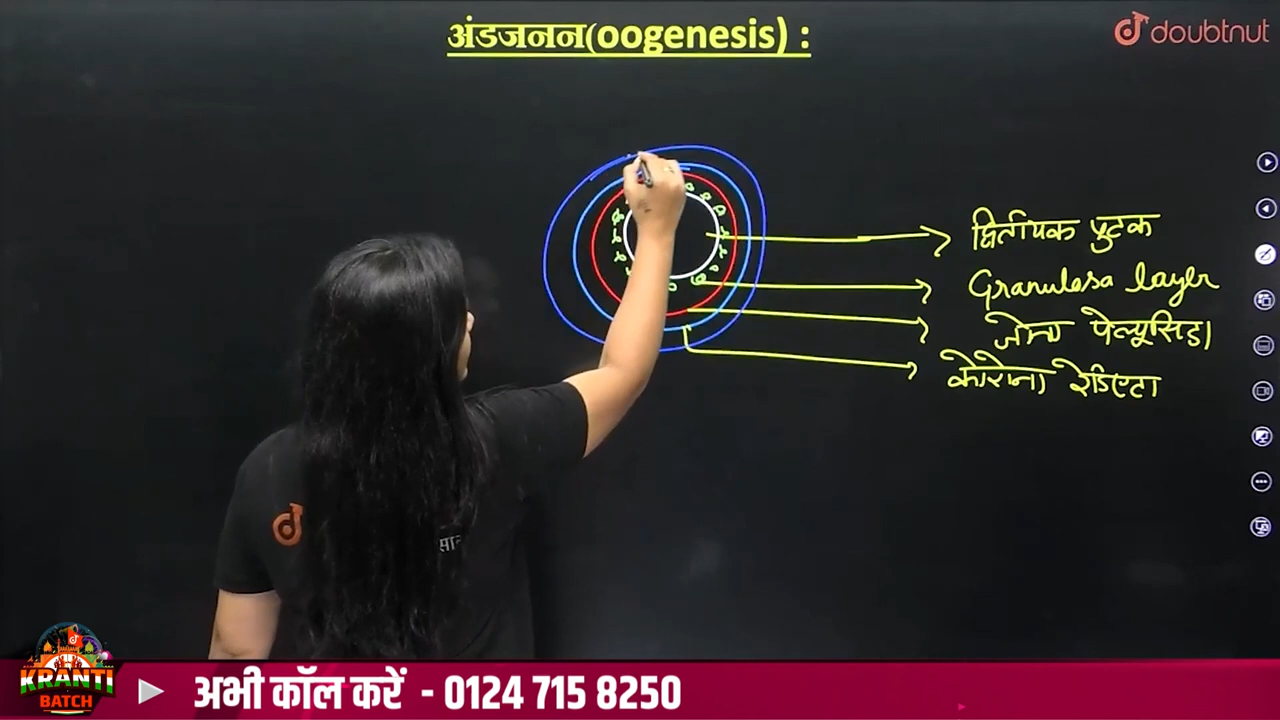 अंडजनन(oogenesis) :
doubtnut
द्वितीयक पुटक
Granulosa layer
जोना पेल्युसिडा
कोरोना रेडिएटा
KRANTI
BATCH
अभी कॉल करें - 0124 715 8250